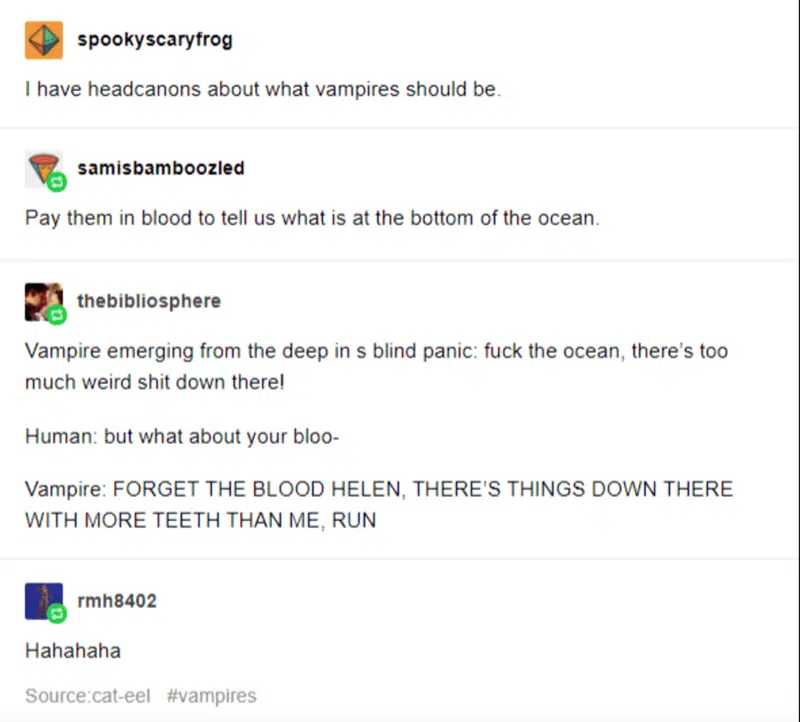 spookyscaryfrog
I have headcanons about what vampires should be.
samisbamboozled
Pay them in blood to tell us what is at the bottom of the ocean.
thebibliosphere
Vampire emerging from the deep in s blind panic: fuck the ocean, there's too
much weird shit down there!
Human: but what about your bloo-
Vampire: FORGET THE BLOOD HELEN, THERE'S THINGS DOWN THERE
WITH MORE TEETH THAN ME, RUN
rmh8402
Hahahaha
Source:cat-eel #vampires